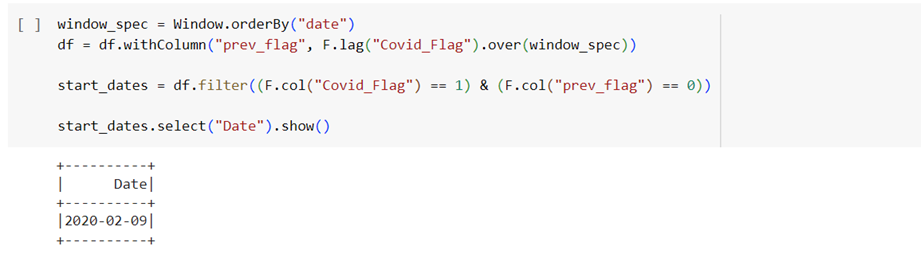 [ ] window_spec = Window.orderBy("date")
df = df.withColumn("prev_flag", F.lag("Covid_Flag").over(window_spec))
start_dates = df.filter((F.col("Covid_Flag") == 1) & (F.col("prev_flag") == 0))
start_dates.select("Date").show()
+----------+
|      Date|
+----------+
|2020-02-09|
+----------+